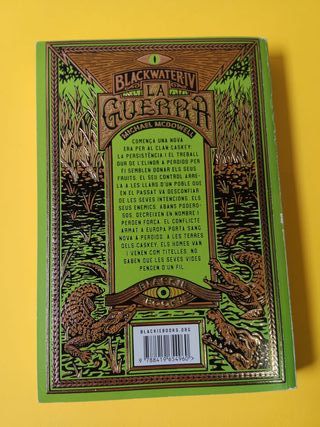 BLACKWATER·IV
LA
GUERRA
MICHAEL McDOWELL
COMENÇA UNA NOVA
ERA PER AL CLAN CASKEY:
LA PERSISTÈNCIA I EL TREBALL
DUR DE L'ELINOR A PERDIDO PER
FI SEMBLEN DONAR ELS SEUS
FRUITS. EL SEU CONTROL ARRE-
LA A LES LLARS D'UN POBLE QUE
EN EL PASSAT VA DESCONFIAR
DE LES SEVES INTENCIONS. ELS
SEUS ENEMICS, ABANS PODERO-
SOS, DECREIXEN EN NOMBRE I
PERDEN FORÇA. EL CONFLICTE
ARMAT A EUROPA PORTA SANG
NOVA A PERDIDO: A LES TERRES
DELS CASKEY, ELS HOMES VAN
I VENEN COM TITELLES. NO
SABEN QUE LES SEVES VIDES
PENGEN D'UN FIL.
BLACKIEBOOKS.ORG
9 788419 654960